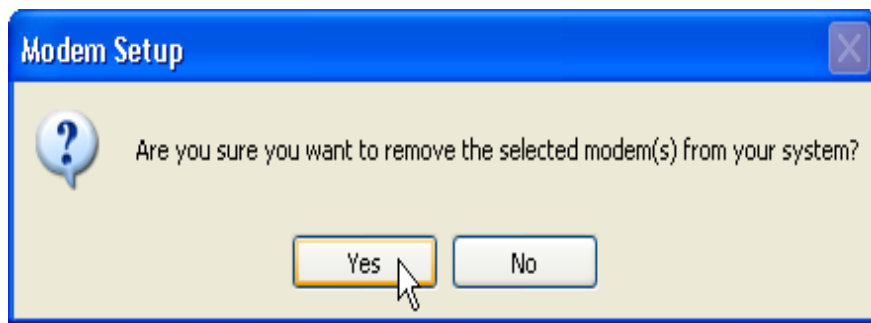 Modem Setup
Are you sure you want to remove the selected modem(s) from your system?
Yes
No